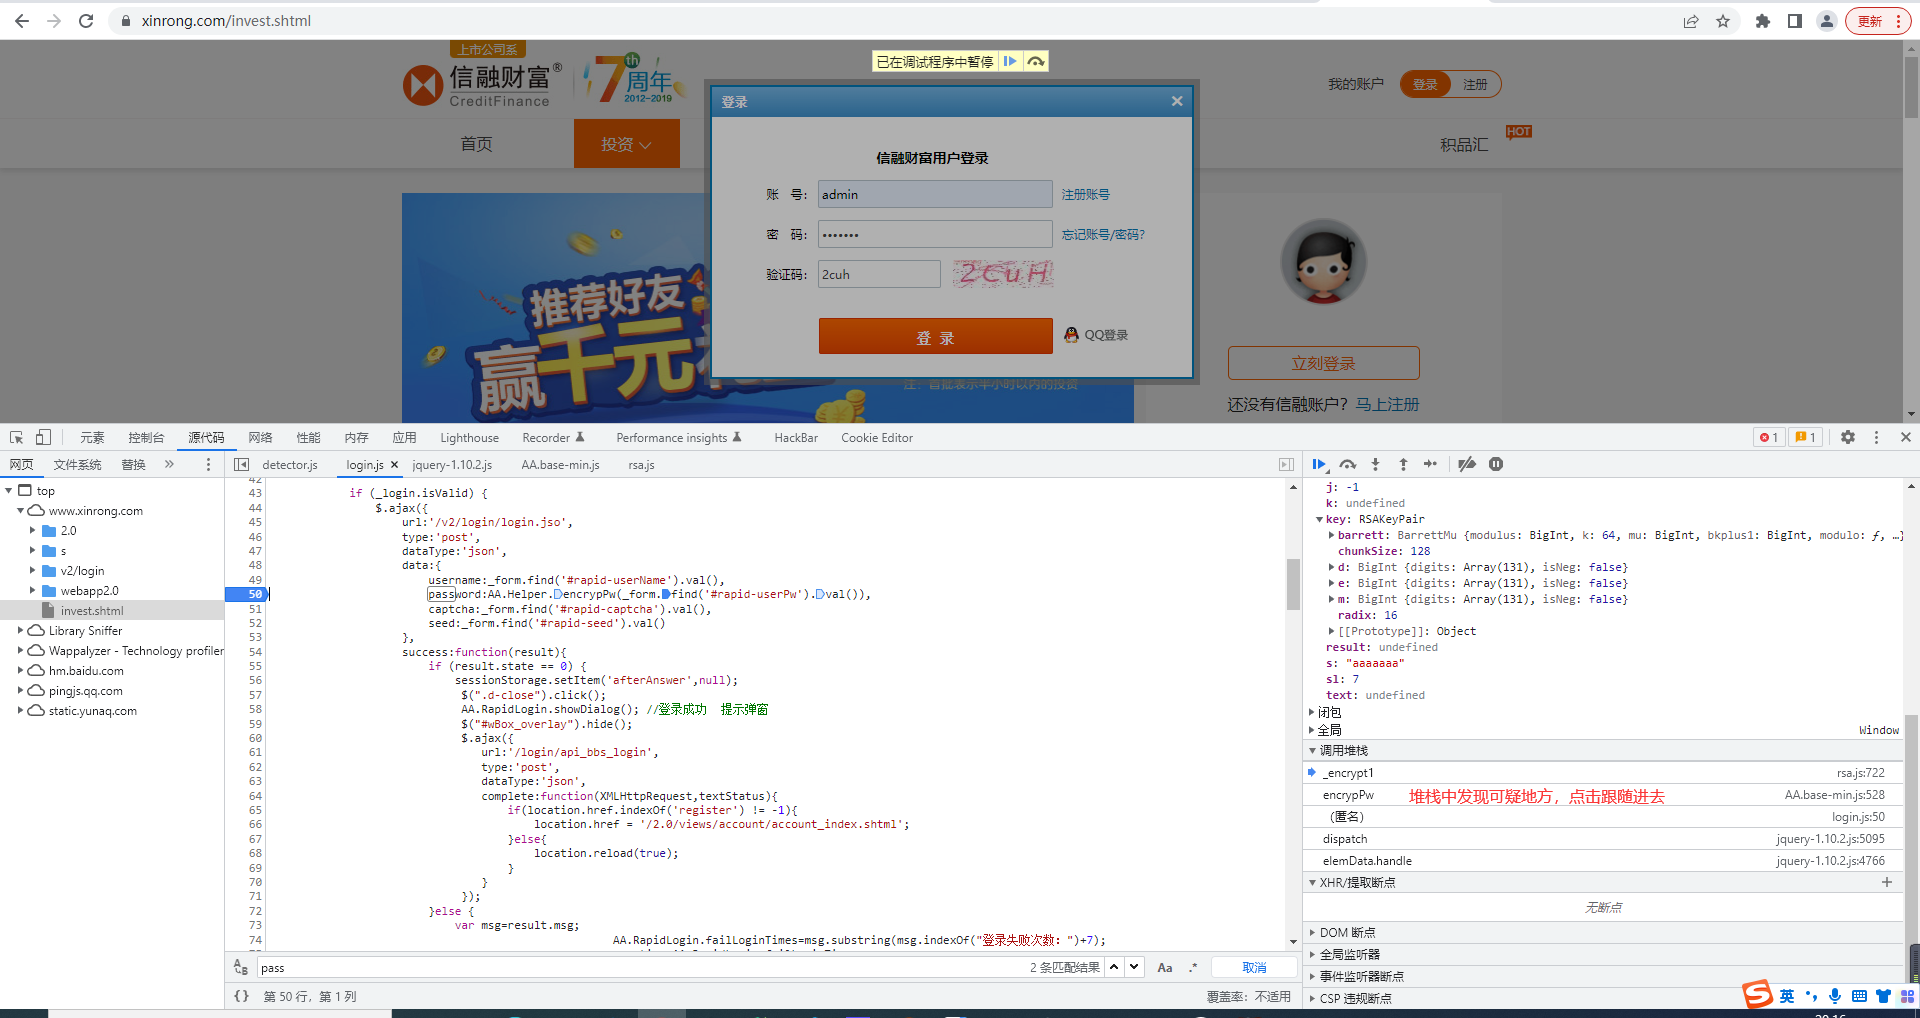 xinrong.com/invest.shtml
更新
上市公司系
信融财富®
CreditFinance
7th
周年
2012-2019
已在调试程序中暂停
我的账户
登录
注册
首页
投资
积品汇
HOT
登录
信融财富用户登录
账 号:
admin
注册账号
密 码:
•••••••
忘记账号/密码?
验证码:
2cuh
2CuH
登 录
QQ登录
推荐好友
赢千元
立刻登录
还没有信融账户? 马上注册
元素
控制台
源代码
网络
性能
内存
应用
Lighthouse
Recorder
Performance insights
HackBar
Cookie Editor
1
1
网页
文件系统
替换
detector.js
login.js
jquery-1.10.2.js
AA.base-min.js
rsa.js
top
www.xinrong.com
2.0
s
v2/login
webapp2.0
invest.shtml
Library Sniffer
Wappalyzer - Technology profiler
hm.baidu.com
pingjs.qq.com
static.yunaq.com
42
43 if (_login.isValid) {
44 $.ajax({
45 url:'/v2/login/login.jso',
46 type:'post',
47 dataType:'json',
48 data:{
49 username:_form.find('#rapid-userName').val(),
50 password:AA.Helper.encrypPw(_form.find('#rapid-userPw').val()),
51 captcha:_form.find('#rapid-captcha').val(),
52 seed:_form.find('#rapid-seed').val()
53 },
54 success:function(result){
55 if (result.state == 0) {
56 sessionStorage.setItem('afterAnswer',null);
57 $(".d-close").click();
58 AA.RapidLogin.showDialog(); //登录成功 提示弹窗
59 $("#wBox_overlay").hide();
60 $.ajax({
61 url:'/login/api_bbs_login',
62 type:'post',
63 dataType:'json',
64 complete:function(XMLHttpRequest,textStatus){
65 if(location.href.indexOf('register') != -1){
66 location.href = '/2.0/views/account/account_index.shtml';
67 }else{
68 location.reload(true);
69 }
70 }
71 });
72 }else {
73 var msg=result.msg;
74 AA.RapidLogin.failLoginTimes=msg.substring(msg.indexOf("登录失败次数: ")+7);
pass
2 条匹配结果
Aa
.*
取消
{} 第 50 行，第 1 列
覆盖率: 不适用
j: -1
k: undefined
key: RSAKeyPair
barrett: BarrettMu {modulus: BigInt, k: 64, mu: BigInt, bkplus1: BigInt, modulo: ƒ, …}
chunkSize: 128
d: BigInt {digits: Array(131), isNeg: false}
e: BigInt {digits: Array(131), isNeg: false}
m: BigInt {digits: Array(131), isNeg: false}
radix: 16
[[Prototype]]: Object
result: undefined
s: "aaaaaaa"
sl: 7
text: undefined
闭包
全局
Window
调用堆栈
_encrypt1
rsa.js:722
encrypPw
堆栈中发现可疑地方，点击跟随进去
AA.base-min.js:528
(匿名)
login.js:50
dispatch
jquery-1.10.2.js:5095
elemData.handle
jquery-1.10.2.js:4766
XHR/提取断点
无断点
DOM 断点
全局监听器
事件监听器断点
CSP 违规断点
英